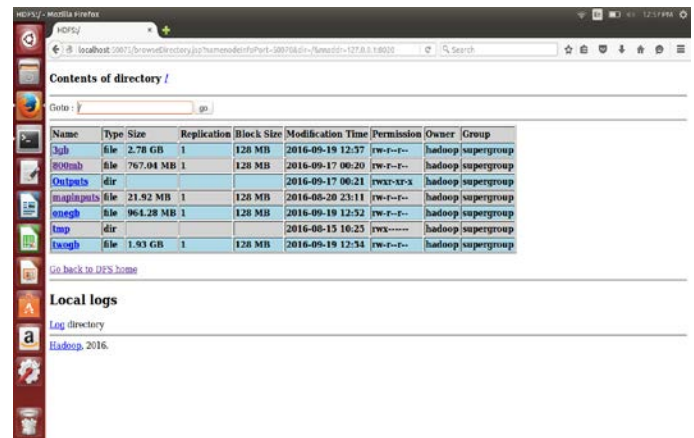 HDFS:/ - Mozilla Firefox
12:57 PM
HDFS:/
localhost:50075/browseDirectory.jsp?namenodeInfoPort=50070&dir=/&nnaddr=127.0.0.1:8020
Search
Contents of directory /
Goto : / go
Name Type Size Replication Block Size Modification Time Permission Owner Group
3gb file 2.78 GB 1 128 MB 2016-09-19 12:57 rw-r--r-- hadoop supergroup
800mb file 767.04 MB 1 128 MB 2016-09-17 00:20 rw-r--r-- hadoop supergroup
Outputs dir 2016-09-17 00:21 rwxr-xr-x hadoop supergroup
mapinputs file 21.92 MB 1 128 MB 2016-08-20 23:11 rw-r--r-- hadoop supergroup
onegb file 964.28 MB 1 128 MB 2016-09-19 12:52 rw-r--r-- hadoop supergroup
tmp dir 2016-08-15 10:25 rwx------ hadoop supergroup
twogb file 1.93 GB 1 128 MB 2016-09-19 12:54 rw-r--r-- hadoop supergroup
Go back to DFS home
Local logs
Log directory
Hadoop, 2016.